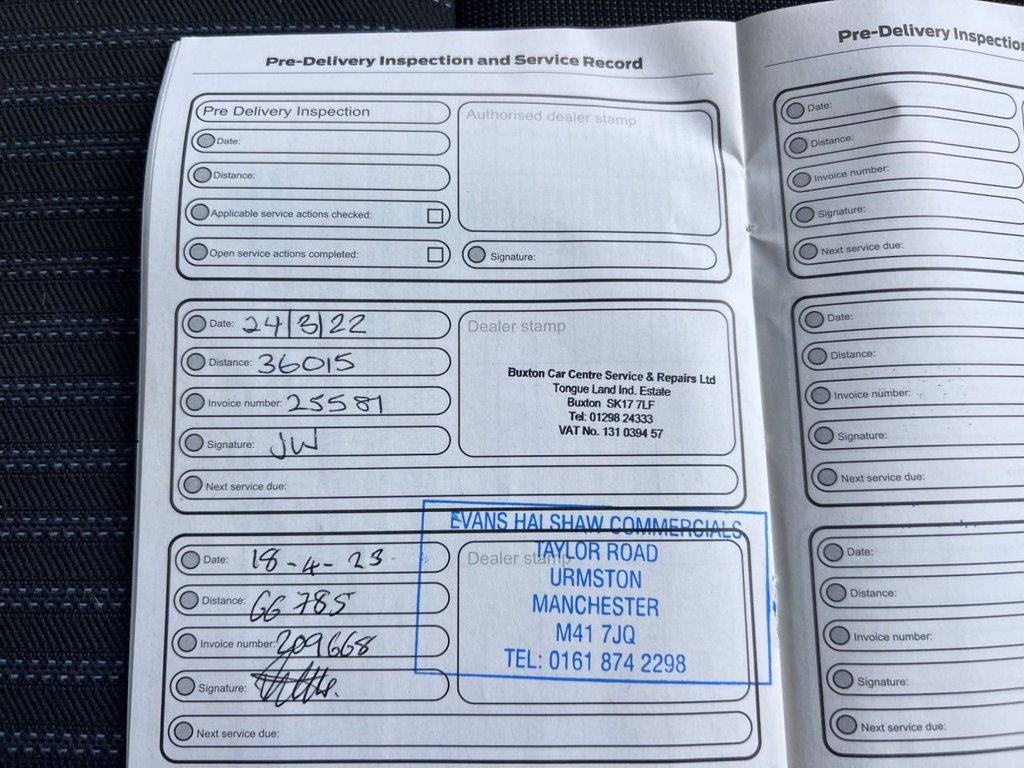 Pre-Delivery Inspection and Service Record
Pre Delivery Inspection
Date:
Distance:
Applicable service actions checked:
Open service actions completed:
Authorised dealer stamp
Signature:
Date: 24/3/22
Distance: 36015
Invoice number: 25581
Signature: JW
Next service due:
Dealer stamp
Buxton Car Centre Service & Repairs Ltd
Tongue Land Ind. Estate
Buxton SK17 7LF
Tel: 01298 24333
VAT No. 131 0394 57
Date: 18-4-23
Distance: 66785
Invoice number: 209668
Signature:
Next service due:
Dealer stamp
EVANS HALSHAW COMMERCIALS
TAYLOR ROAD
URMSTON
MANCHESTER
M41 7JQ
TEL: 0161 874 2298
Pre-Delivery Inspection
Date:
Distance:
Invoice number:
Signature:
Next service due:
Date:
Distance:
Invoice number:
Signature:
Next service due:
Date:
Distance:
Invoice number:
Signature:
Next service due: